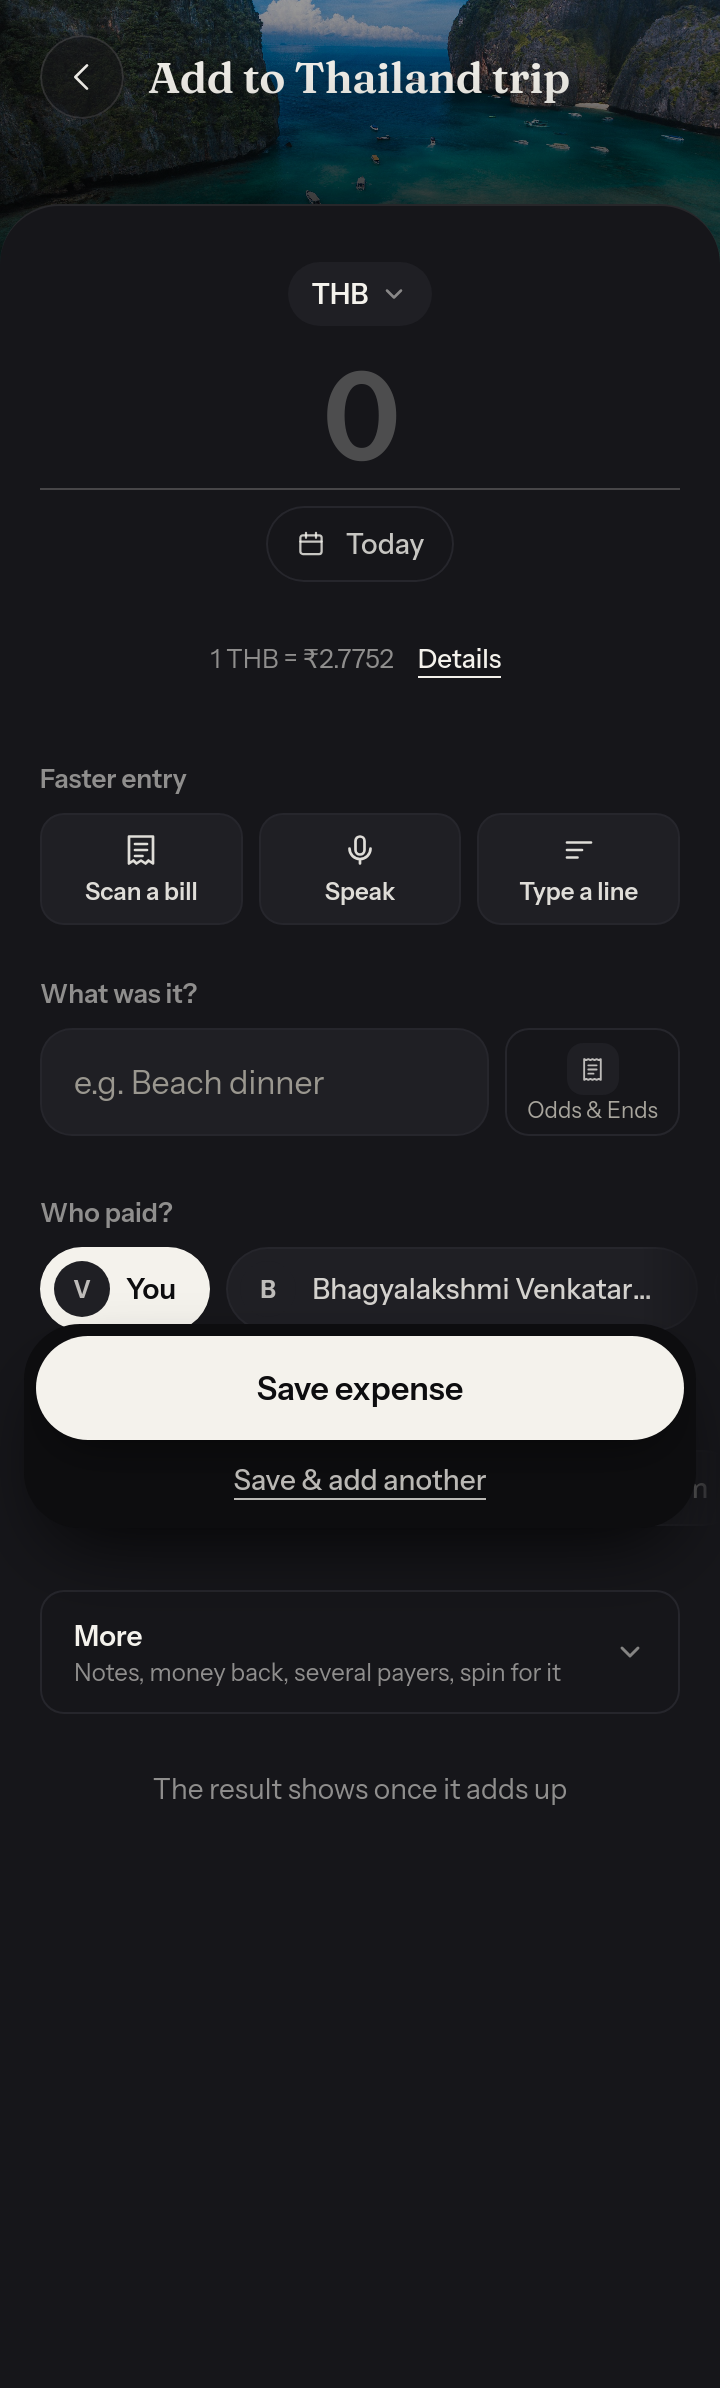 Add to Thailand trip
THB
0
Today
1 THB = ₹2.7752 Details
Faster entry
Scan a bill
Speak
Type a line
What was it?
e.g. Beach dinner
Odds & Ends
Who paid?
V You
B Bhagyalakshmi Venkatar...
Save expense
Save & add another
n
More
Notes, money back, several payers, spin for it
The result shows once it adds up